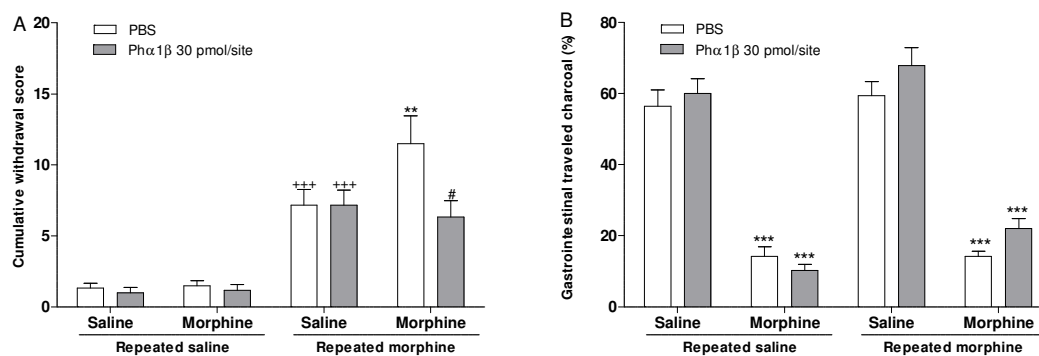 A
Cumulative withdrawal score
20
15
10
5
0
PBS
Phα1β 30 pmol/site
+++
+++
**
#
Saline
Morphine
Saline
Morphine
Repeated saline
Repeated morphine
B
Gastrointestinal traveled charcoal (%)
80
60
40
20
0
PBS
Phα1β 30 pmol/site
***
***
***
***
Saline
Morphine
Saline
Morphine
Repeated saline
Repeated morphine